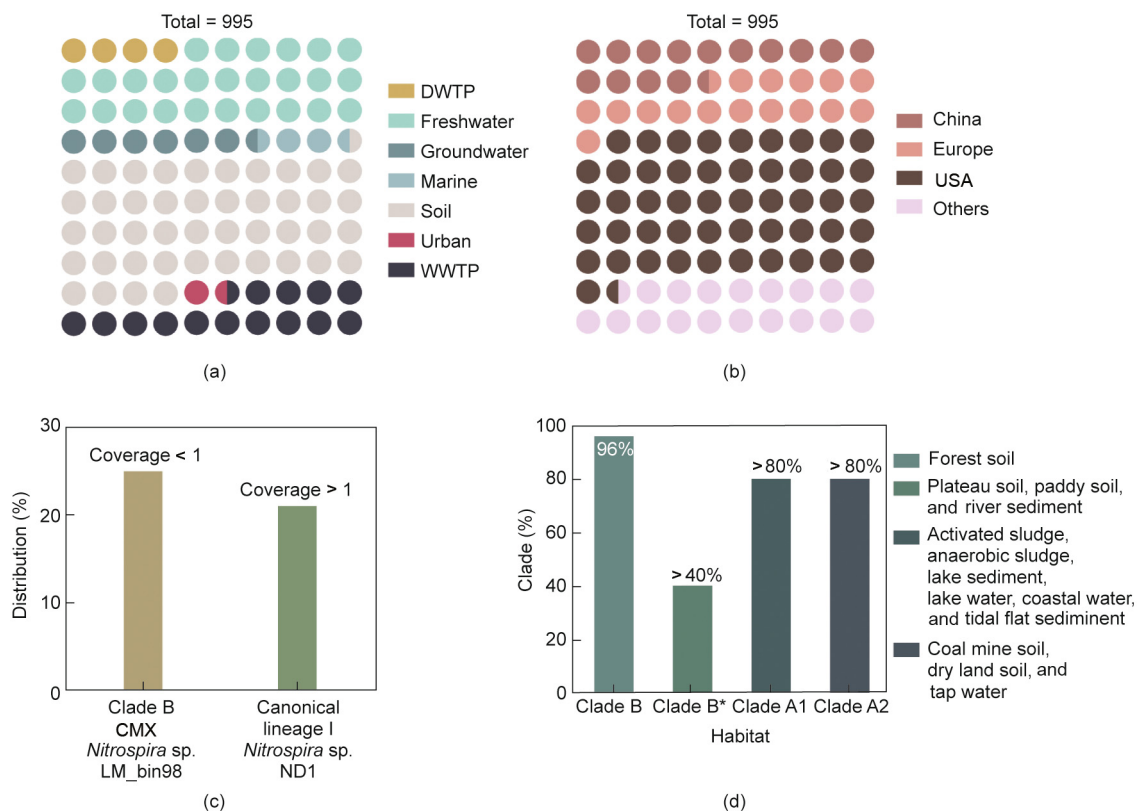 Total = 995
DWTP
Freshwater
Groundwater
Marine
Soil
Urban
WWTP
(a)
Total = 995
China
Europe
USA
Others
(b)
30
20
10
0
Distribution (%)
Coverage < 1
Coverage > 1
Clade B
CMX
Nitrospira sp.
LM_bin98
Canonical
lineage I
Nitrospira sp.
ND1
(c)
100
80
60
40
20
0
Clade (%)
96%
> 40%
> 80%
> 80%
Clade B
Clade B*
Clade A1
Clade A2
Habitat
Forest soil
Plateau soil, paddy soil,
and river sediment
Activated sludge,
anaerobic sludge,
lake sediment,
lake water, coastal water,
and tidal flat sediminent
Coal mine soil,
dry land soil, and
tap water
(d)